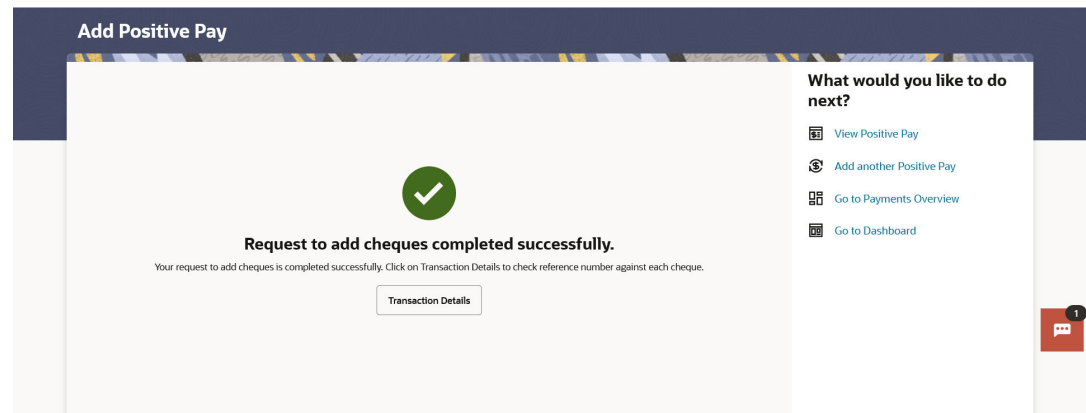 Add Positive Pay
Request to add cheques completed successfully.
Your request to add cheques is completed successfully. Click on Transaction Details to check reference number against each cheque.
Transaction Details
What would you like to do
next?
View Positive Pay
Add another Positive Pay
Go to Payments Overview
Go to Dashboard
1